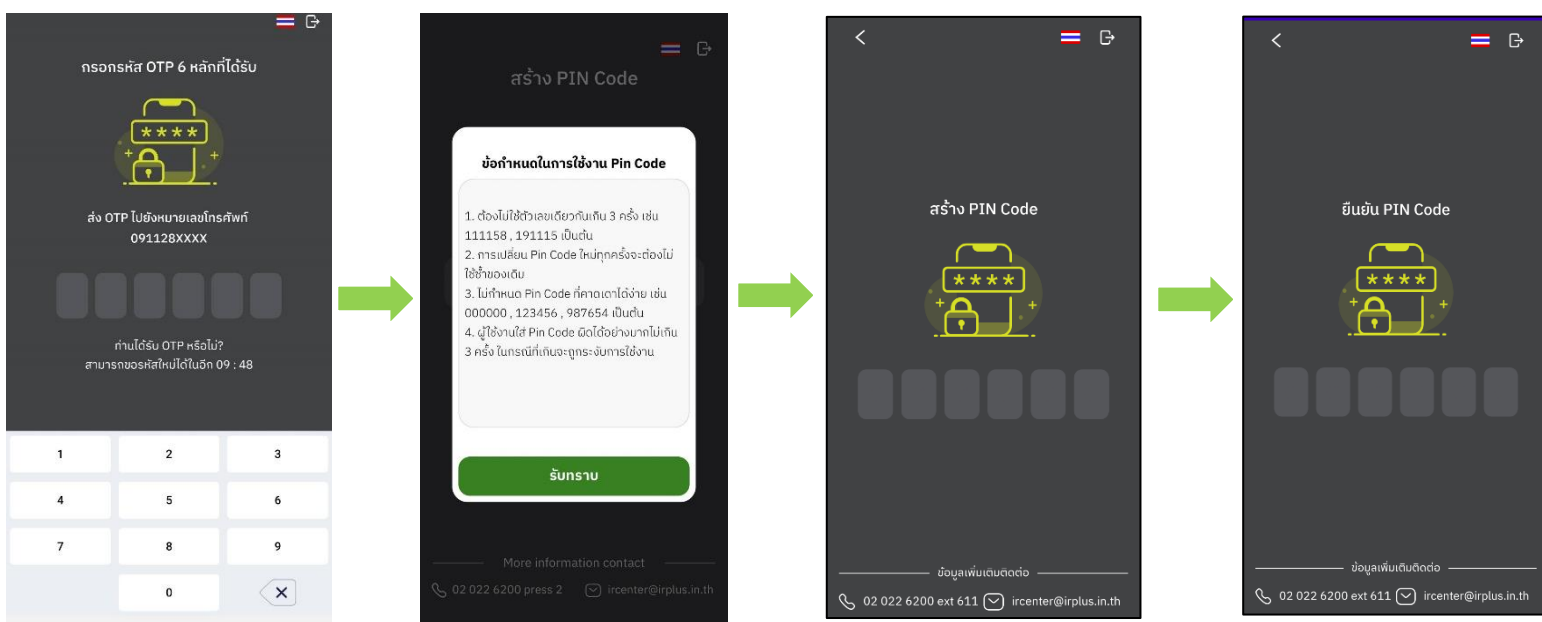 กรอกรหัส OTP 6 หลักที่ได้รับ
****
ส่ง OTP ไปยังหมายเลขโทรศัพท์
091128XXXX
ท่านได้รับ OTP หรือไม่?
สามารถขอรหัสใหม่ได้ในอีก 09 : 48
1 2 3
4 5 6
7 8 9
0
สร้าง PIN Code
ข้อกำหนดในการใช้งาน Pin Code
1. ต้องไม่ใช้ตัวเลขเดียวกันเกิน 3 ครั้ง เช่น
111158 , 191115 เป็นต้น
2. การเปลี่ยน Pin Code ใหม่ทุกครั้งจะต้องไม่
ใช้ซ้ำของเดิม
3. ไม่กำหนด Pin Code ที่คาดเดาได้ง่าย เช่น
000000 , 123456 , 987654 เป็นต้น
4. ผู้ใช้งานใส่ Pin Code ผิดได้อย่างมากไม่เกิน
3 ครั้ง ในกรณีที่เกินจะถูกระงับการใช้งาน
รับทราบ
More information contact
02 022 6200 press 2 ircenter@irplus.in.th
สร้าง PIN Code
****
ข้อมูลเพิ่มเติมติดต่อ
02 022 6200 ext 611 ircenter@irplus.in.th
ยืนยัน PIN Code
****
ข้อมูลเพิ่มเติมติดต่อ
02 022 6200 ext 611 ircenter@irplus.in.th